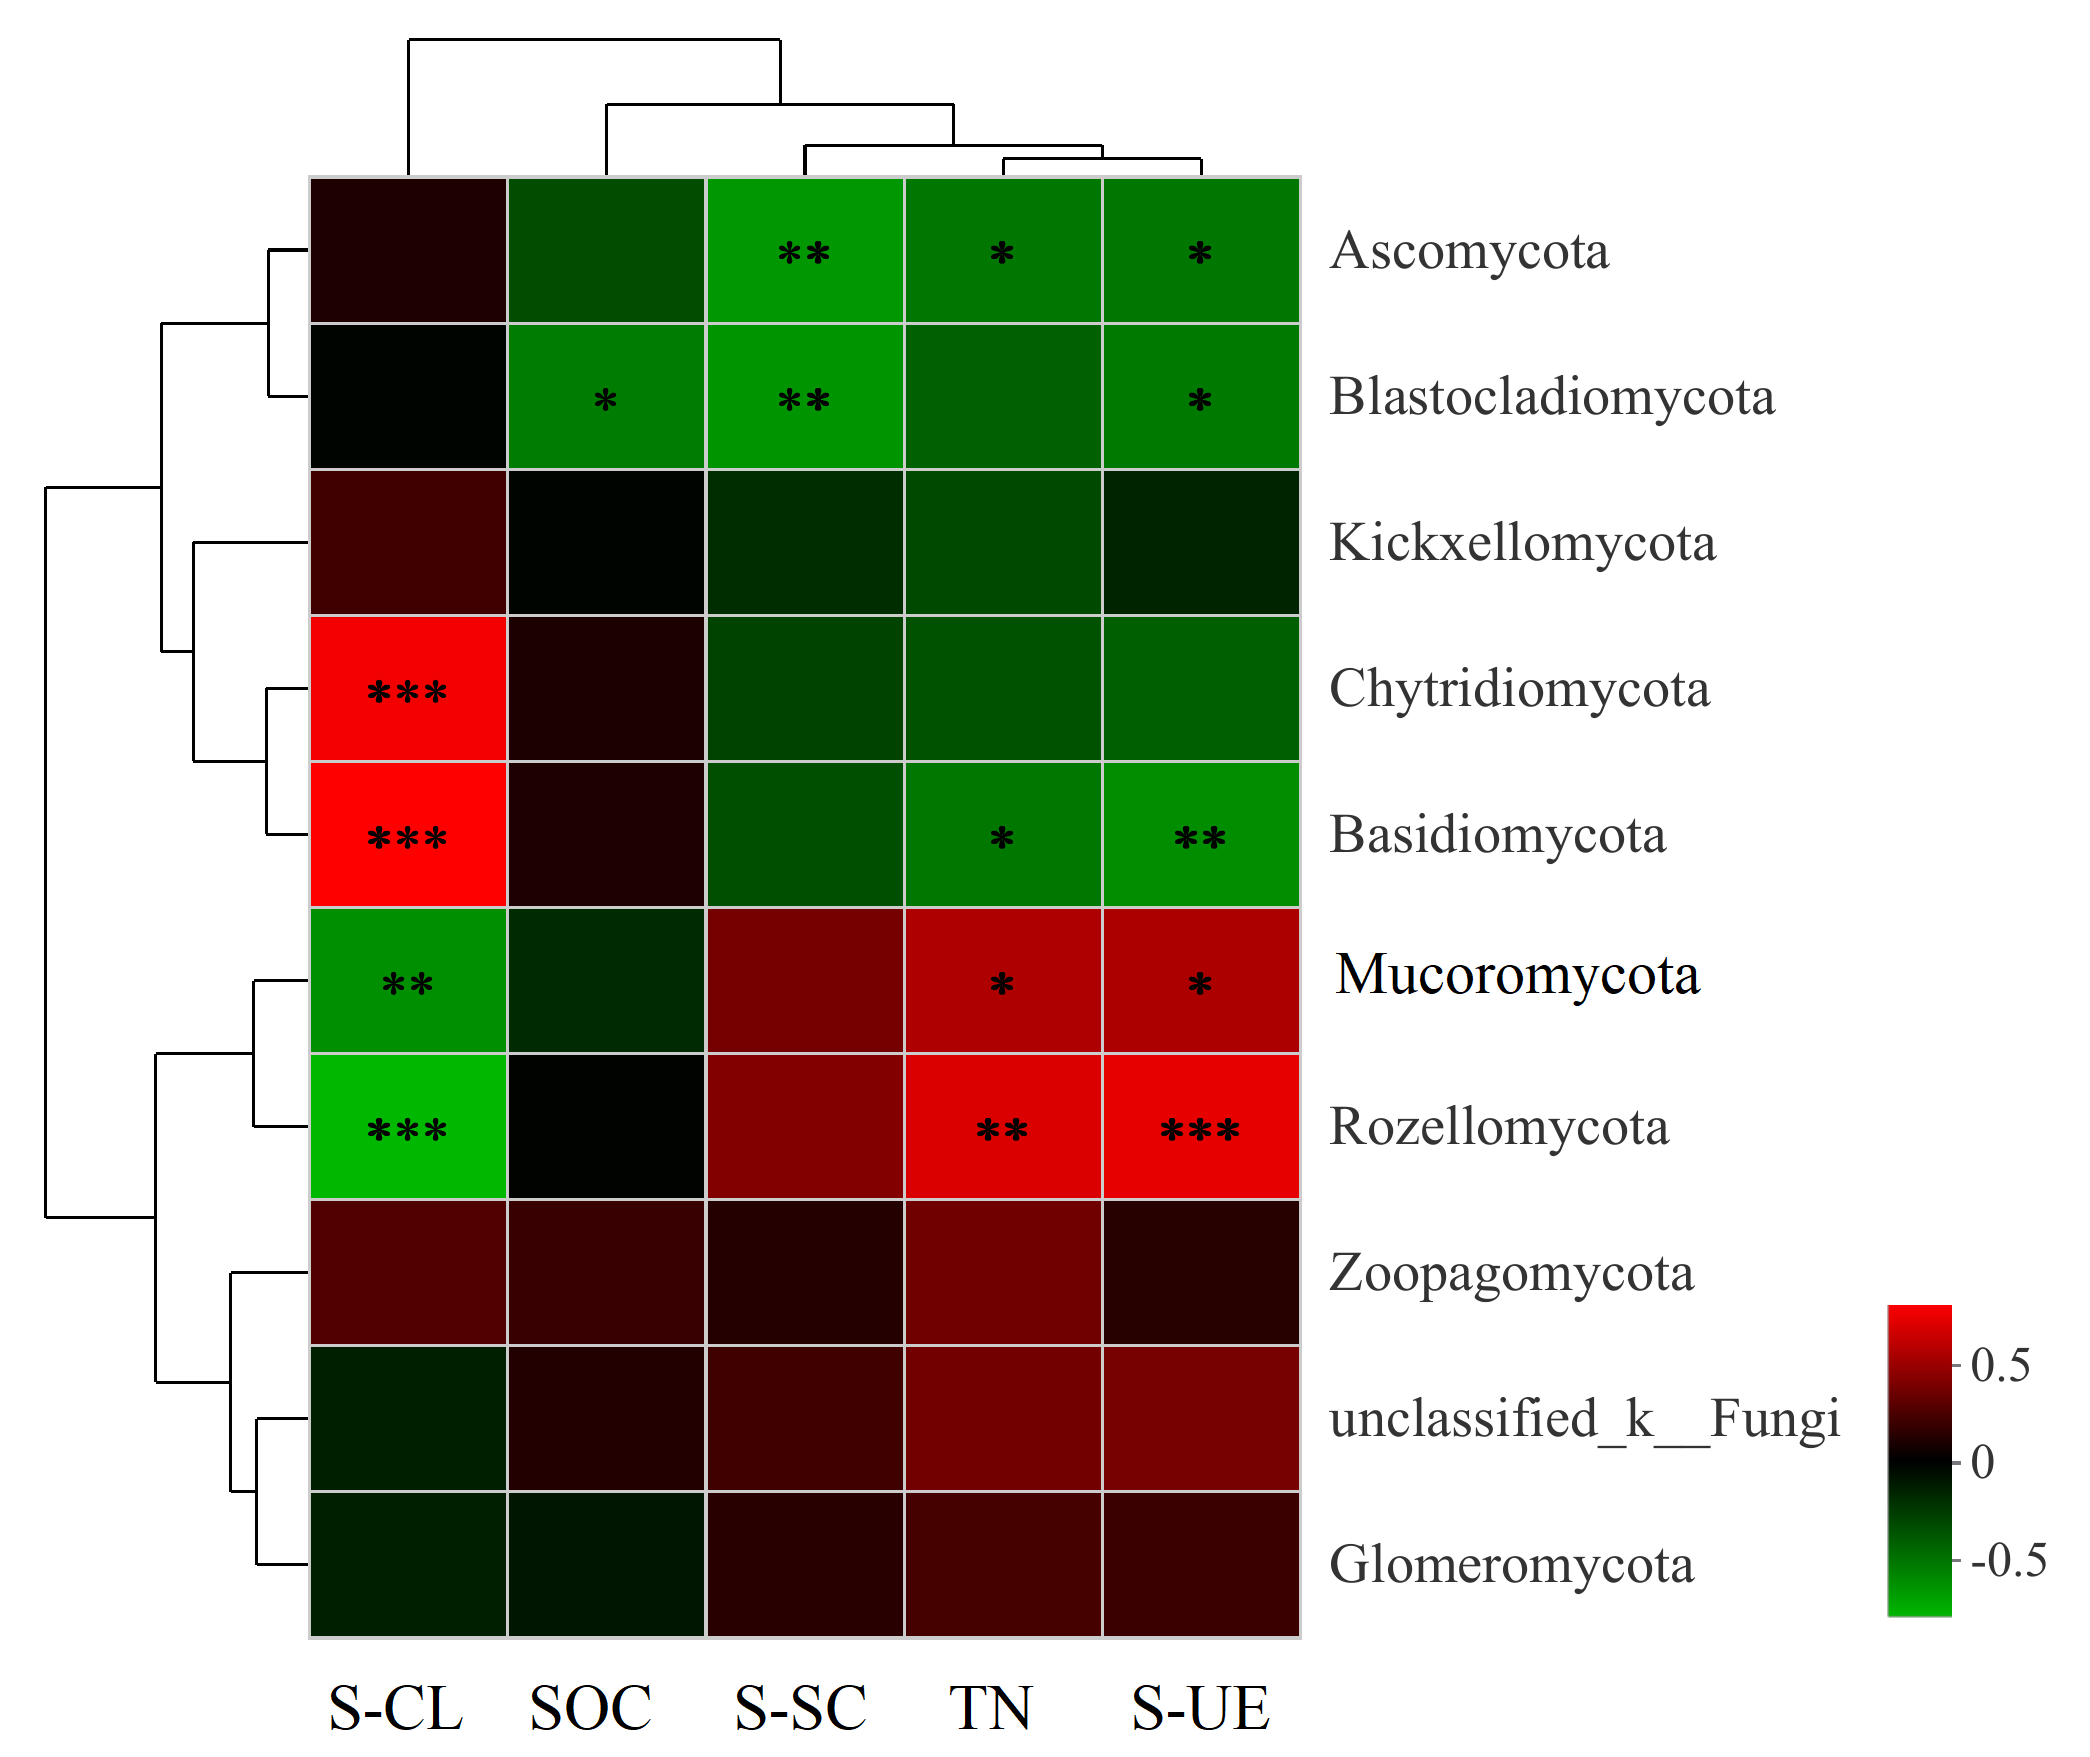 ** * * Ascomycota
* ** * Blastocladiomycota
Kickxellomycota
*** Chytridiomycota
*** * ** Basidiomycota
** * * Mucoromycota
*** ** *** Rozellomycota
Zoopagomycota
0.5
unclassified_k__Fungi
0
Glomeromycota
-0.5
S-CL SOC S-SC TN S-UE